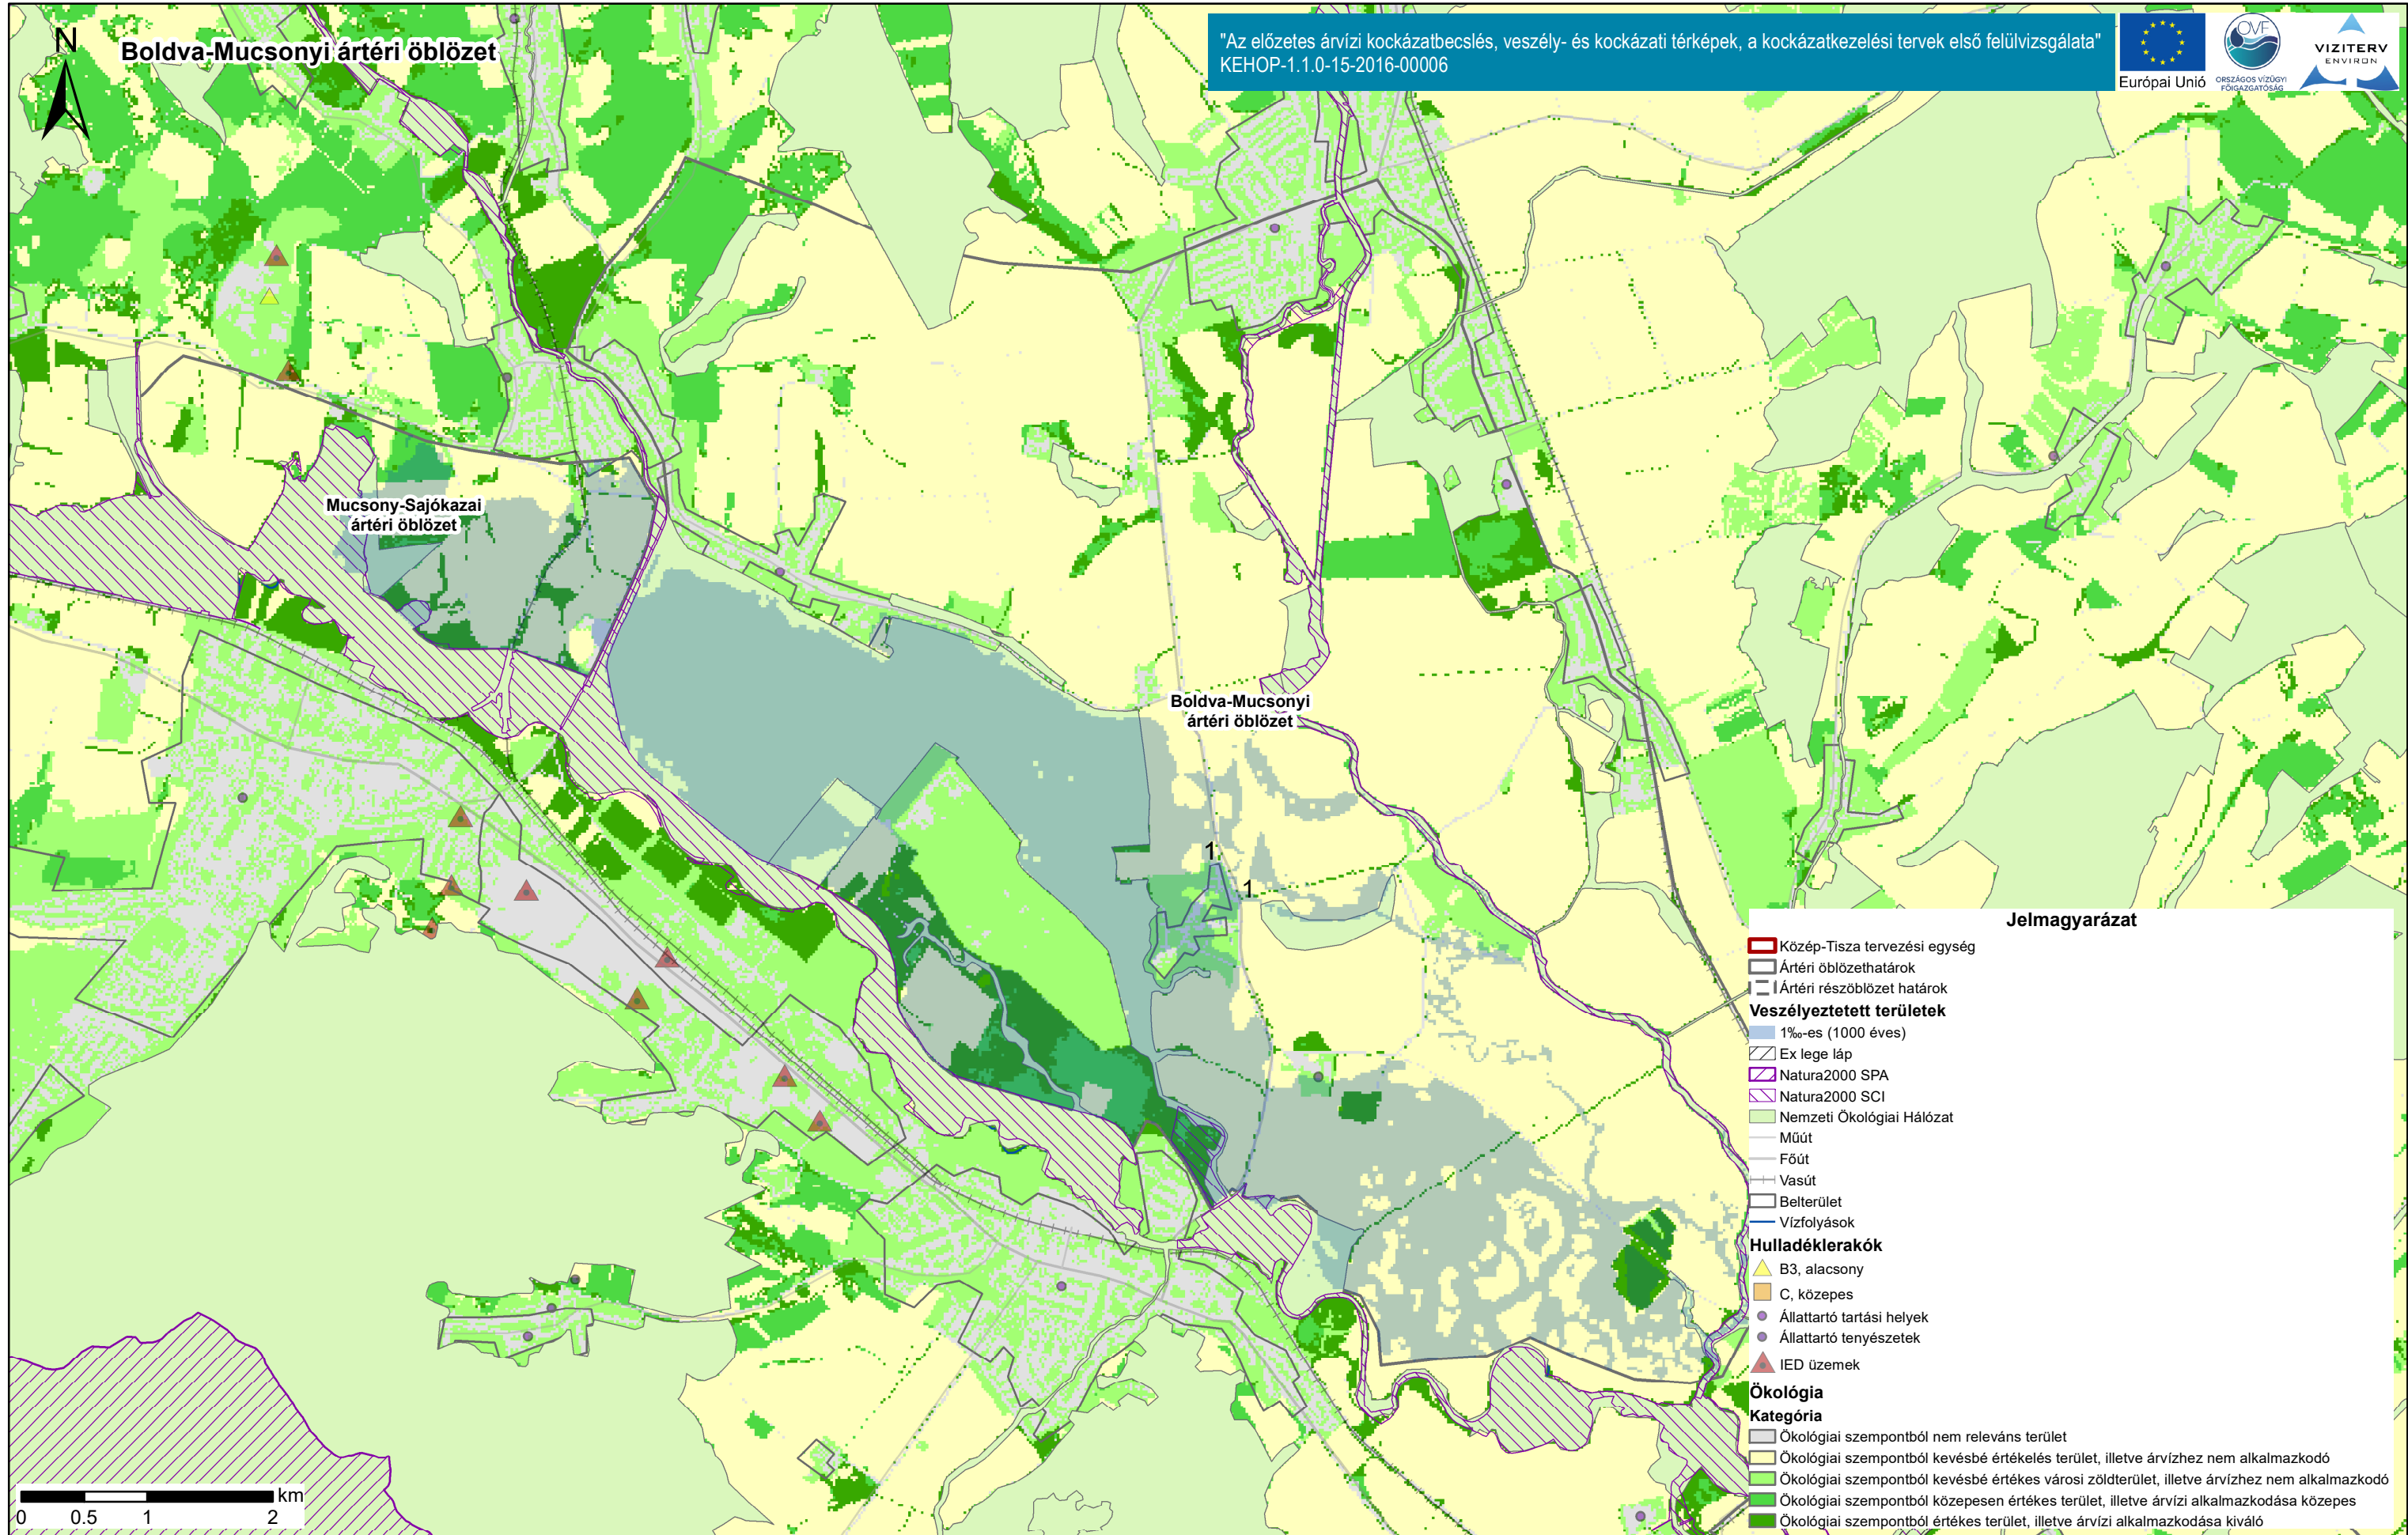 N
Boldva-Mucsonyi ártéri öblözet
"Az előzetes árvízi kockázatbecslés, veszély- és kockázati térképek, a kockázatkezelési tervek első felülvizsgálata"
KEHOP-1.1.0-15-2016-00006
Európai Unió
OVF
ORSZÁGOS VÍZÜGYI
FŐIGAZGATÓSÁG
VIZITERV
ENVIRON
Mucsony-Sajókazai
ártéri öblözet
Boldva-Mucsonyi
ártéri öblözet
1
1
Jelmagyarázat
Közép-Tisza tervezési egység
Ártéri öblözethatárok
Ártéri részöblözet határok
Veszélyeztetett területek
1‰-es (1000 éves)
Ex lege láp
Natura2000 SPA
Natura2000 SCI
Nemzeti Ökológiai Hálózat
Műút
Főút
Vasút
Belterület
Vízfolyások
Hulladéklerakók
B3, alacsony
C, közepes
Állattartó tartási helyek
Állattartó tenyészetek
IED üzemek
Ökológia
Kategória
Ökológiai szempontból nem releváns terület
Ökológiai szempontból kevésbé értékelés terület, illetve árvízhez nem alkalmazkodó
Ökológiai szempontból kevésbé értékes városi zöldterület, illetve árvízhez nem alkalmazkodó
Ökológiai szempontból közepesen értékes terület, illetve árvízi alkalmazkodása közepes
Ökológiai szempontból értékes terület, illetve árvízi alkalmazkodása kiváló
km
0 0.5 1 2